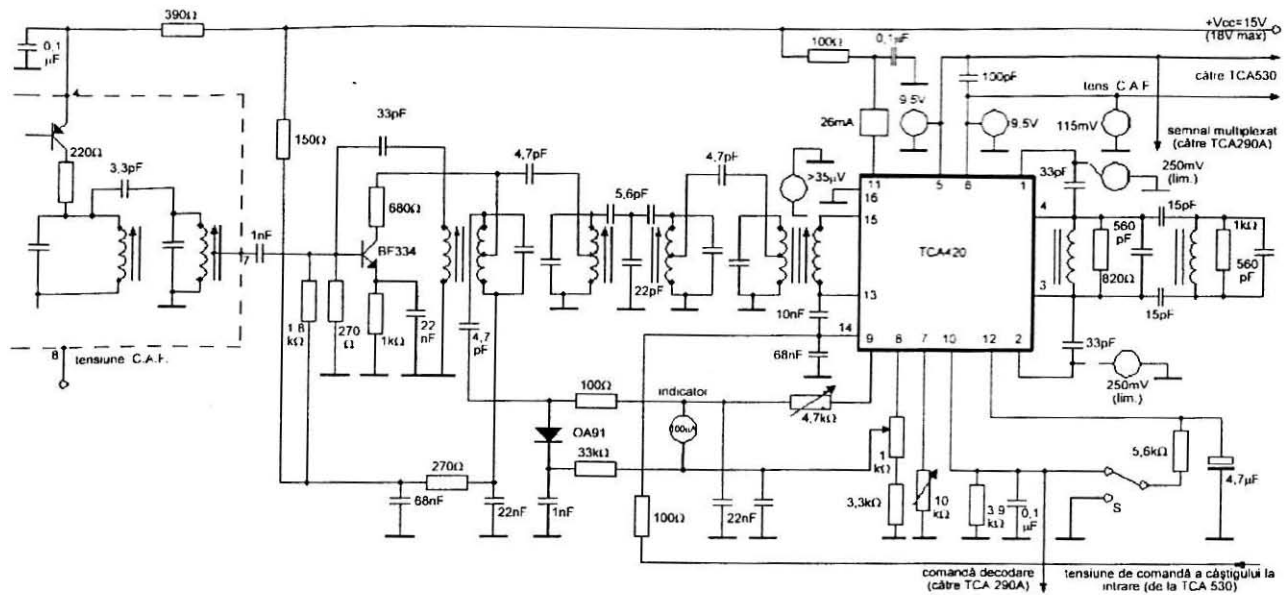 390Ω
+Vcc=15V
(18V max)
0,1
μF
100Ω
0,1μF
100pF
către TCA530
tens C.A.F.
4
33pF
150Ω
220Ω
3,3pF
4,7pF
4,7pF
5,6pF
26mA
9.5V
9,5V
115mV
semnal multiplexat
(către TCA290A)
>35μV
11
5
6
1
33pF
250mV
(lim.)
16
15
4
15pF
1nF
7
680Ω
BF334
TCA420
560
pF
820Ω
1kΩ
560
pF
22pF
13
3
15pF
10nF
1 8
kΩ
270
Ω
1kΩ
22
nF
4,7
pF
14
68nF
9
8
7
10
12
2
33pF
250mV
(lim.)
8
tensiune C.A.F.
100Ω
indicator
4,7kΩ
100μA
OA91
33kΩ
1
kΩ
5,6kΩ
4,7μF
270Ω
68nF
22nF
1nF
100Ω
22nF
3,3kΩ
10
kΩ
3 9
kΩ
0,1
μF
S
comandă decodare
(către TCA 290A)
tensiune de comandă a câștigului la
intrare (de la TCA 530)